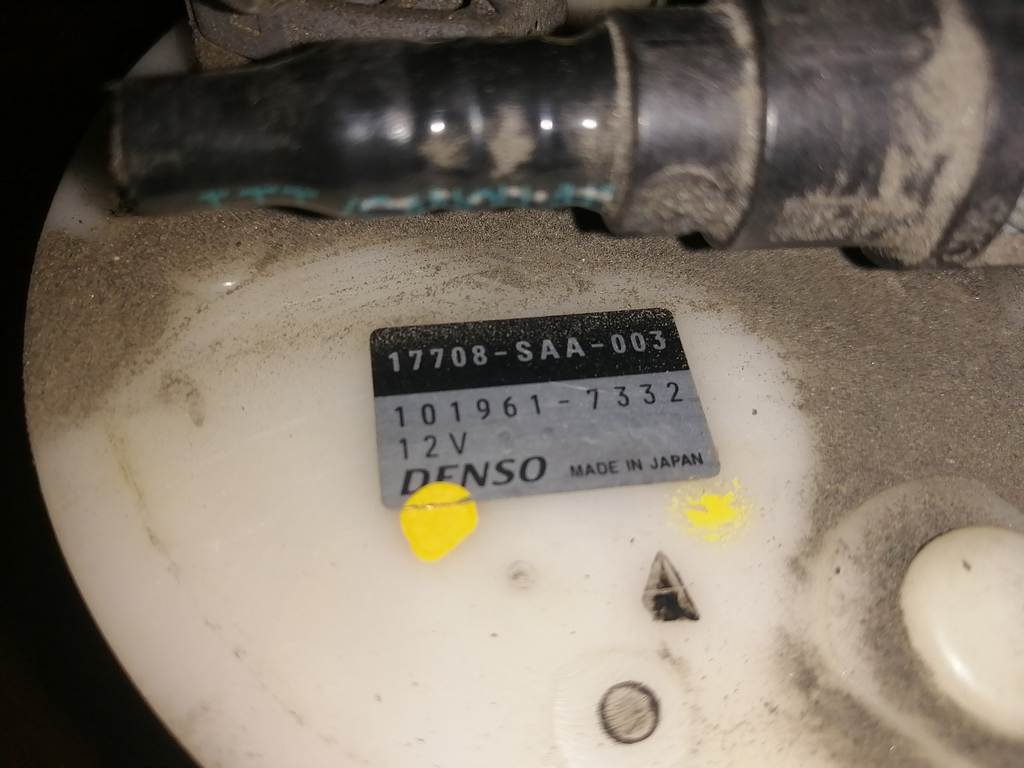 17708-SAA-003
101961-7332
12V
DENSO MADE IN JAPAN
A